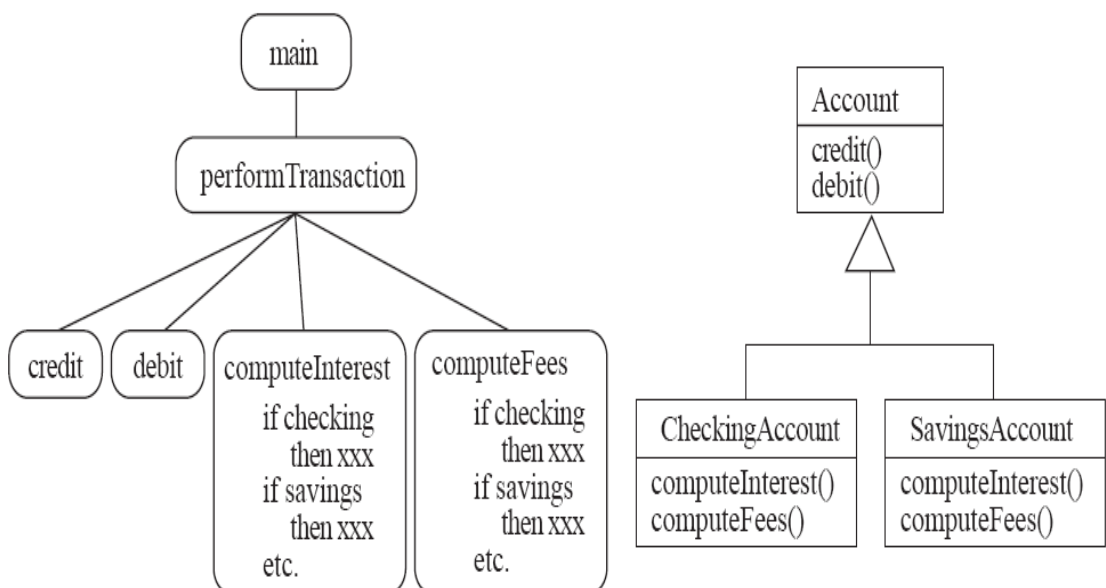 main
performTransaction
credit
debit
computeInterest
if checking
then xxx
if savings
then xxx
etc.
computeFees
if checking
then xxx
if savings
then xxx
etc.
Account
credit()
debit()
CheckingAccount
computeInterest()
computeFees()
SavingsAccount
computeInterest()
computeFees()